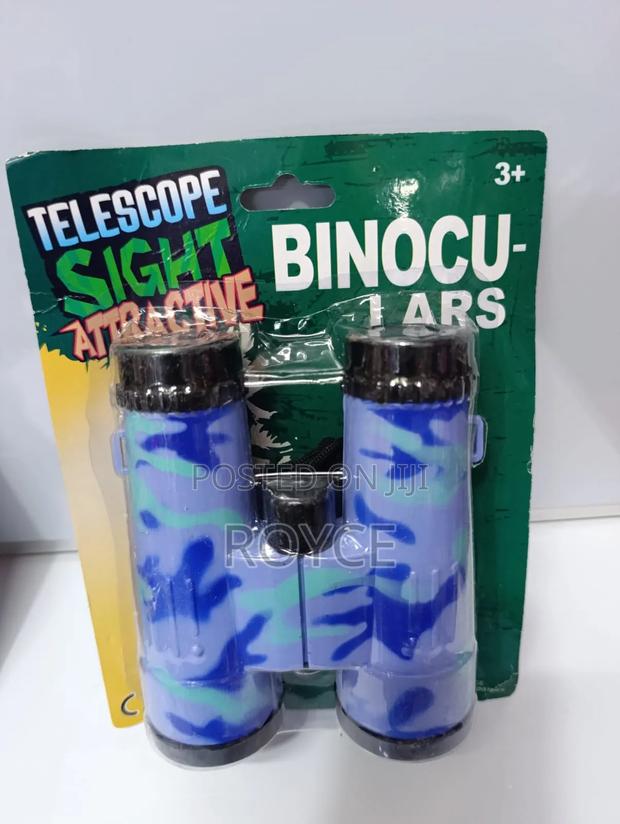 TELESCOPE
SIGHT
ATTRACTIVE
3+
BINOCU-
LARS
POSTED ON JIJI
ROYCE